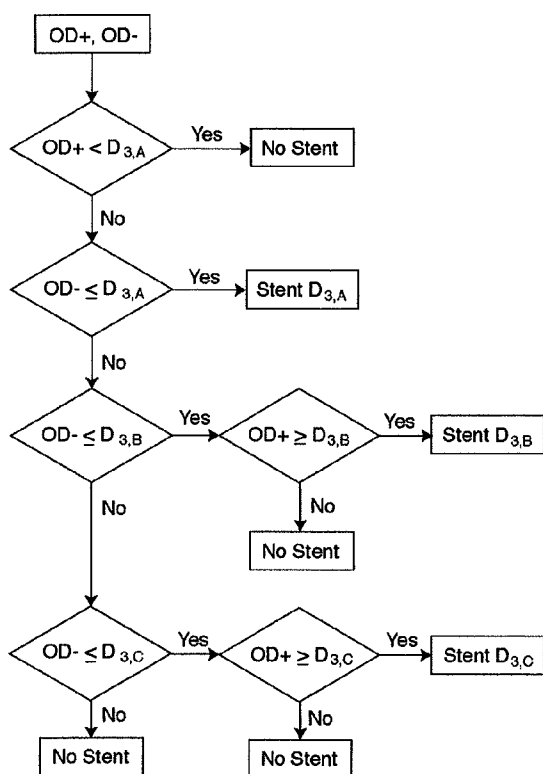 OD+, OD-
OD+ < D3,A
Yes
No Stent
No
OD- ≤ D3,A
Yes
Stent D3,A
No
OD- ≤ D3,B
Yes
OD+ ≥ D3,B
Yes
Stent D3,B
No
No
No Stent
OD- ≤ D3,C
Yes
OD+ ≥ D3,C
Yes
Stent D3,C
No
No
No Stent
No Stent